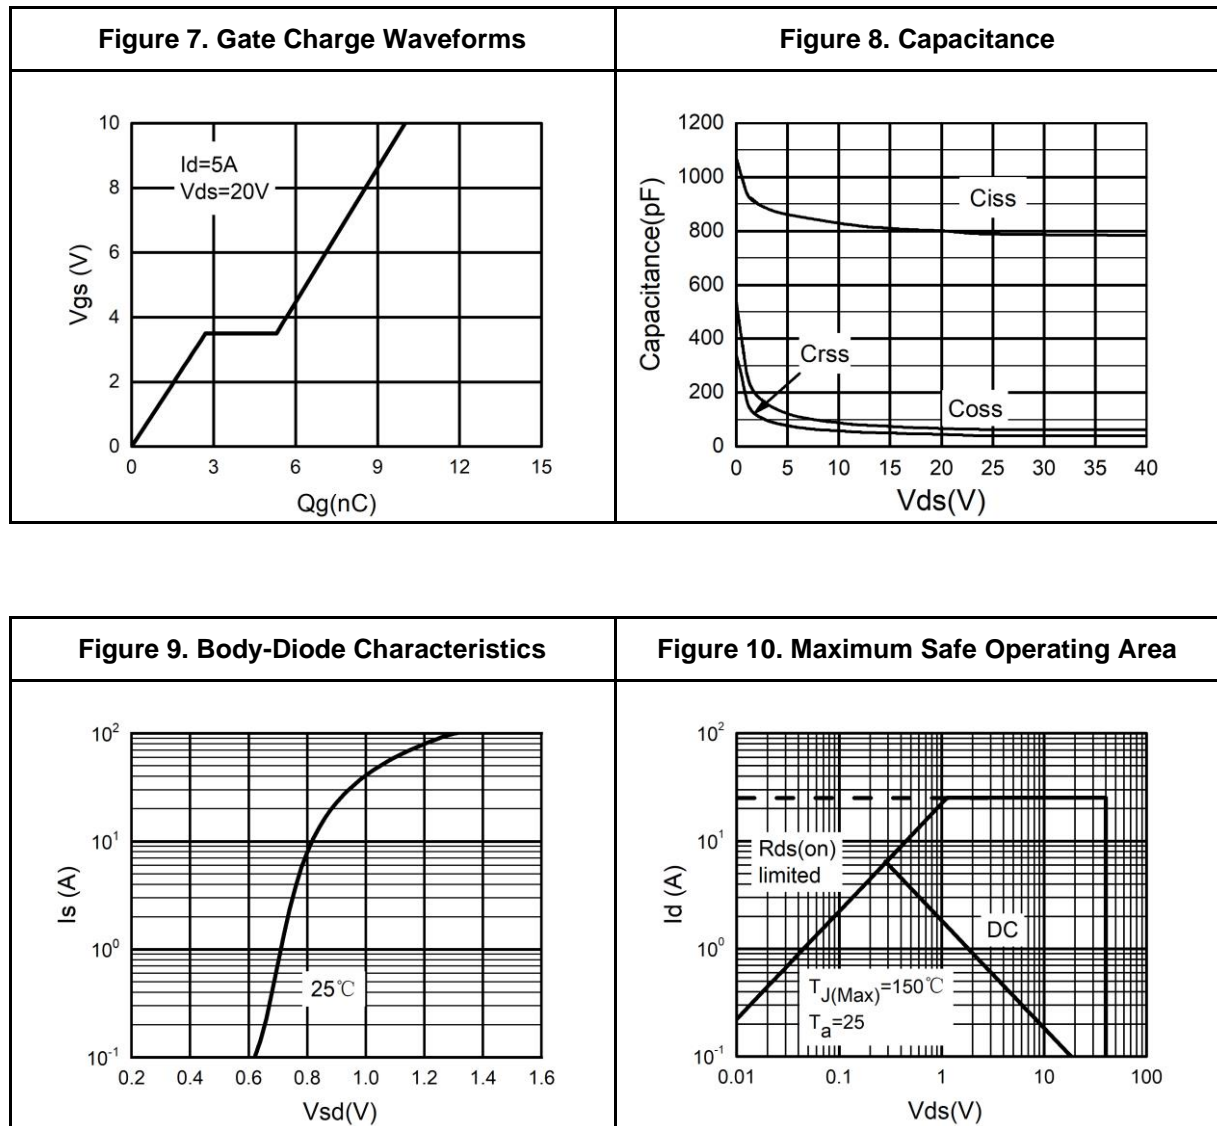 Figure 7. Gate Charge Waveforms
Figure 8. Capacitance
10
8
6
4
2
0
Vgs (V)
Id=5A
Vds=20V
0 3 6 9 12 15
Qg(nC)
1200
1000
800
600
400
200
0
Capacitance(pF)
Ciss
Crss
Coss
0 5 10 15 20 25 30 35 40
Vds(V)
Figure 9. Body-Diode Characteristics
Figure 10. Maximum Safe Operating Area
10²
10¹
10⁰
10⁻¹
Is (A)
25℃
0.2 0.4 0.6 0.8 1.0 1.2 1.4 1.6
Vsd(V)
10²
10¹
10⁰
10⁻¹
Id (A)
Rds(on)
limited
DC
TJ(Max)=150℃
Ta=25
0.01 0.1 1 10 100
Vds(V)